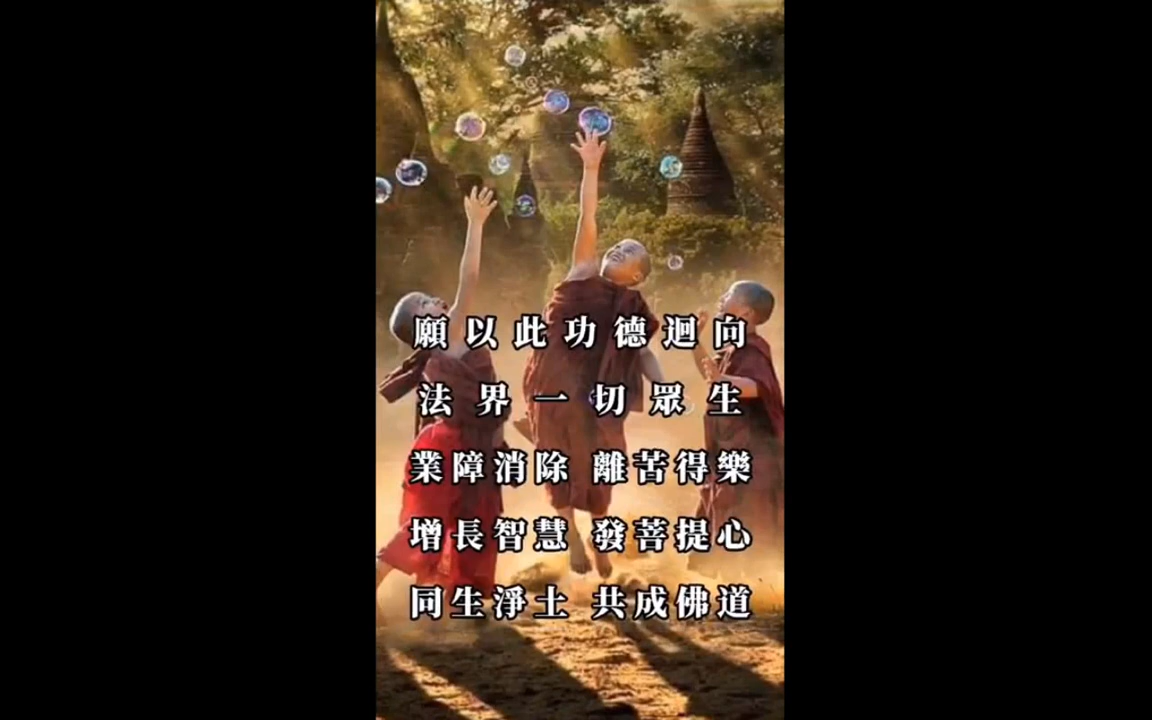 願以此功德迴向
法界一切眾生
業障消除 離苦得樂
增長智慧 發菩提心
同生淨土 共成佛道